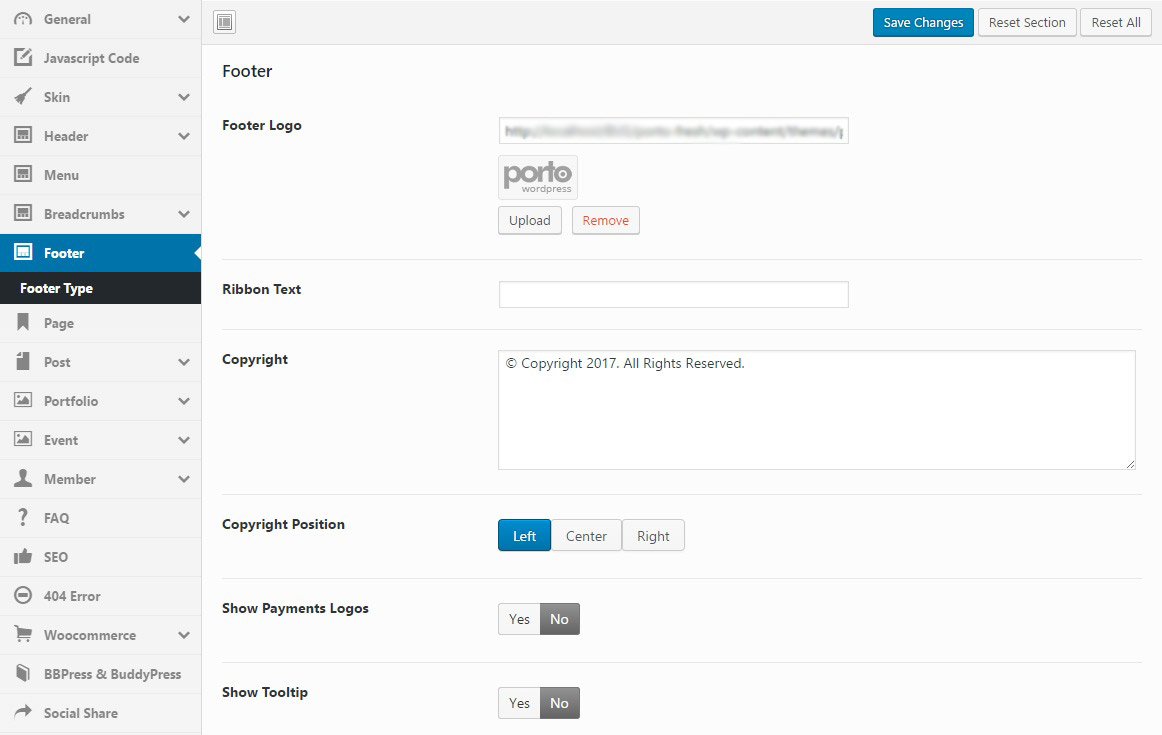 General
Javascript Code
Skin
Header
Menu
Breadcrumbs
Footer
Footer Type
Page
Post
Portfolio
Event
Member
FAQ
SEO
404 Error
Woocommerce
BBPress & BuddyPress
Social Share
Save Changes Reset Section Reset All
Footer
Footer Logo
porto
wordpress
Upload Remove
Ribbon Text
Copyright
© Copyright 2017. All Rights Reserved.
Copyright Position
Left Center Right
Show Payments Logos
Yes No
Show Tooltip
Yes No